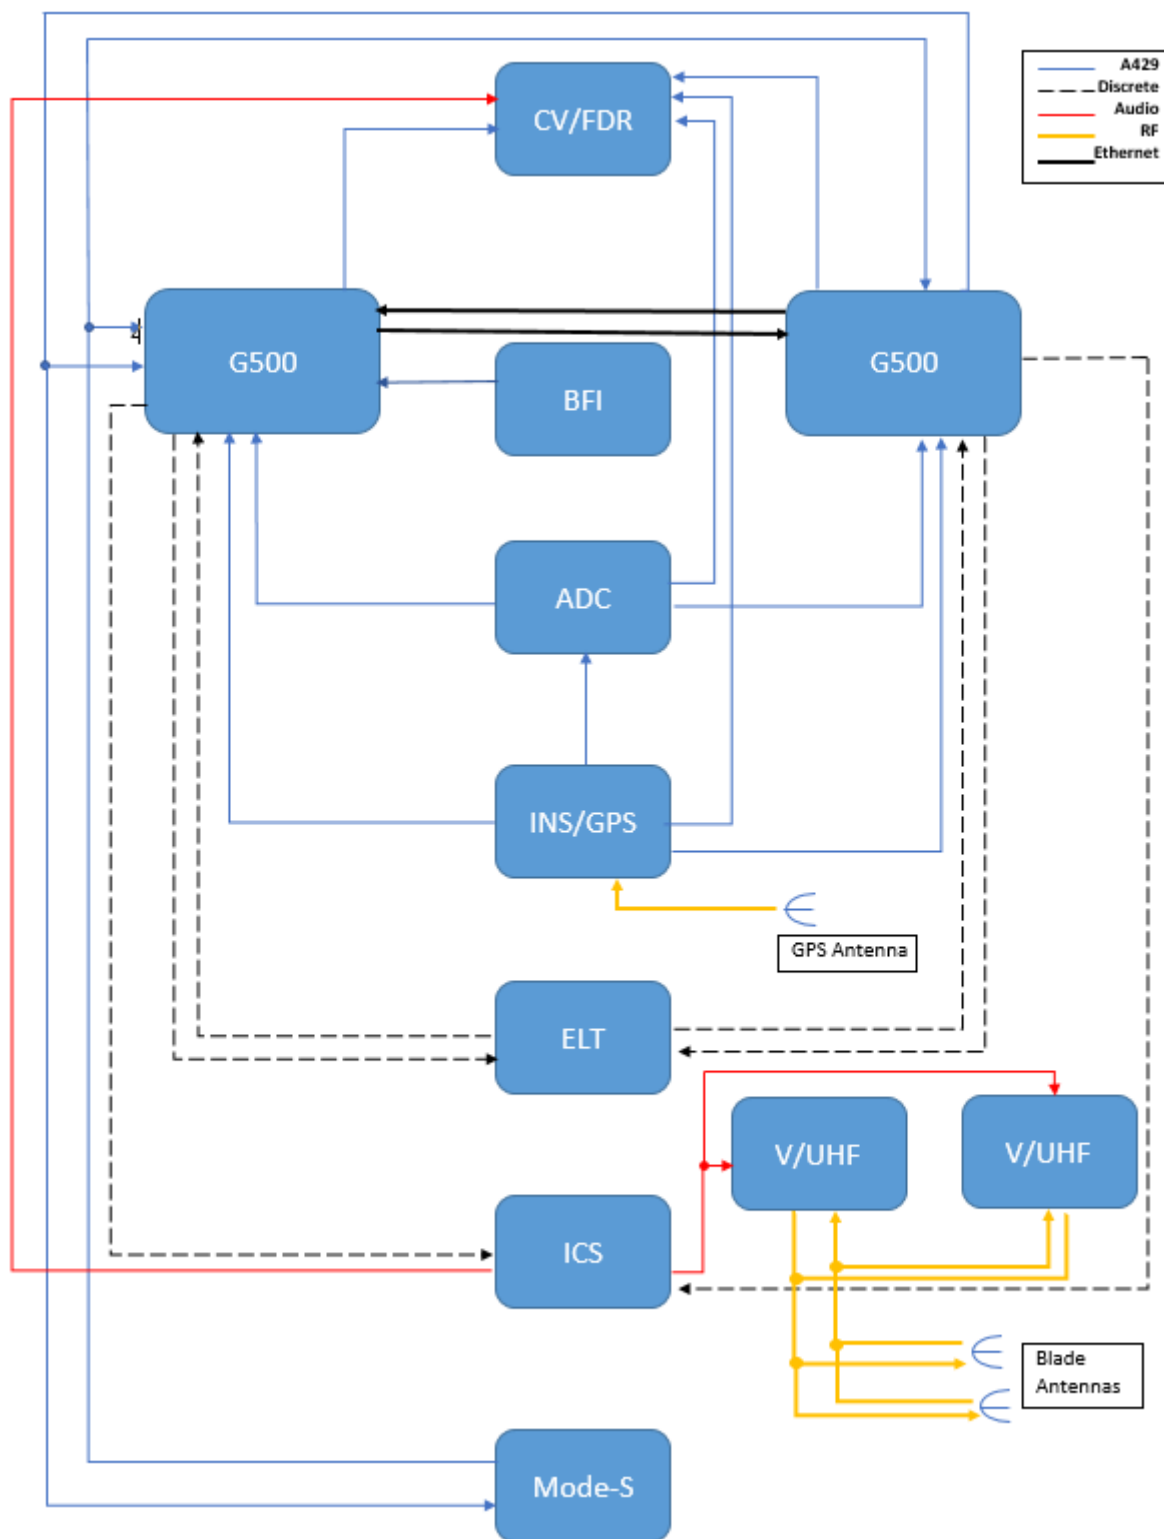 A429
Discrete
Audio
RF
Ethernet
CV/FDR
G500
G500
BFI
ADC
INS/GPS
GPS Antenna
ELT
V/UHF
V/UHF
ICS
Blade
Antennas
Mode-S